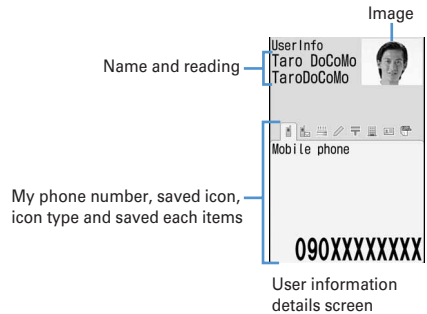 Image
Name and reading
UserInfo
Taro DoCoMo
TaroDoCoMo
Mobile phone
My phone number, saved icon,
icon type and saved each items
090XXXXXXXX
User information
details screen